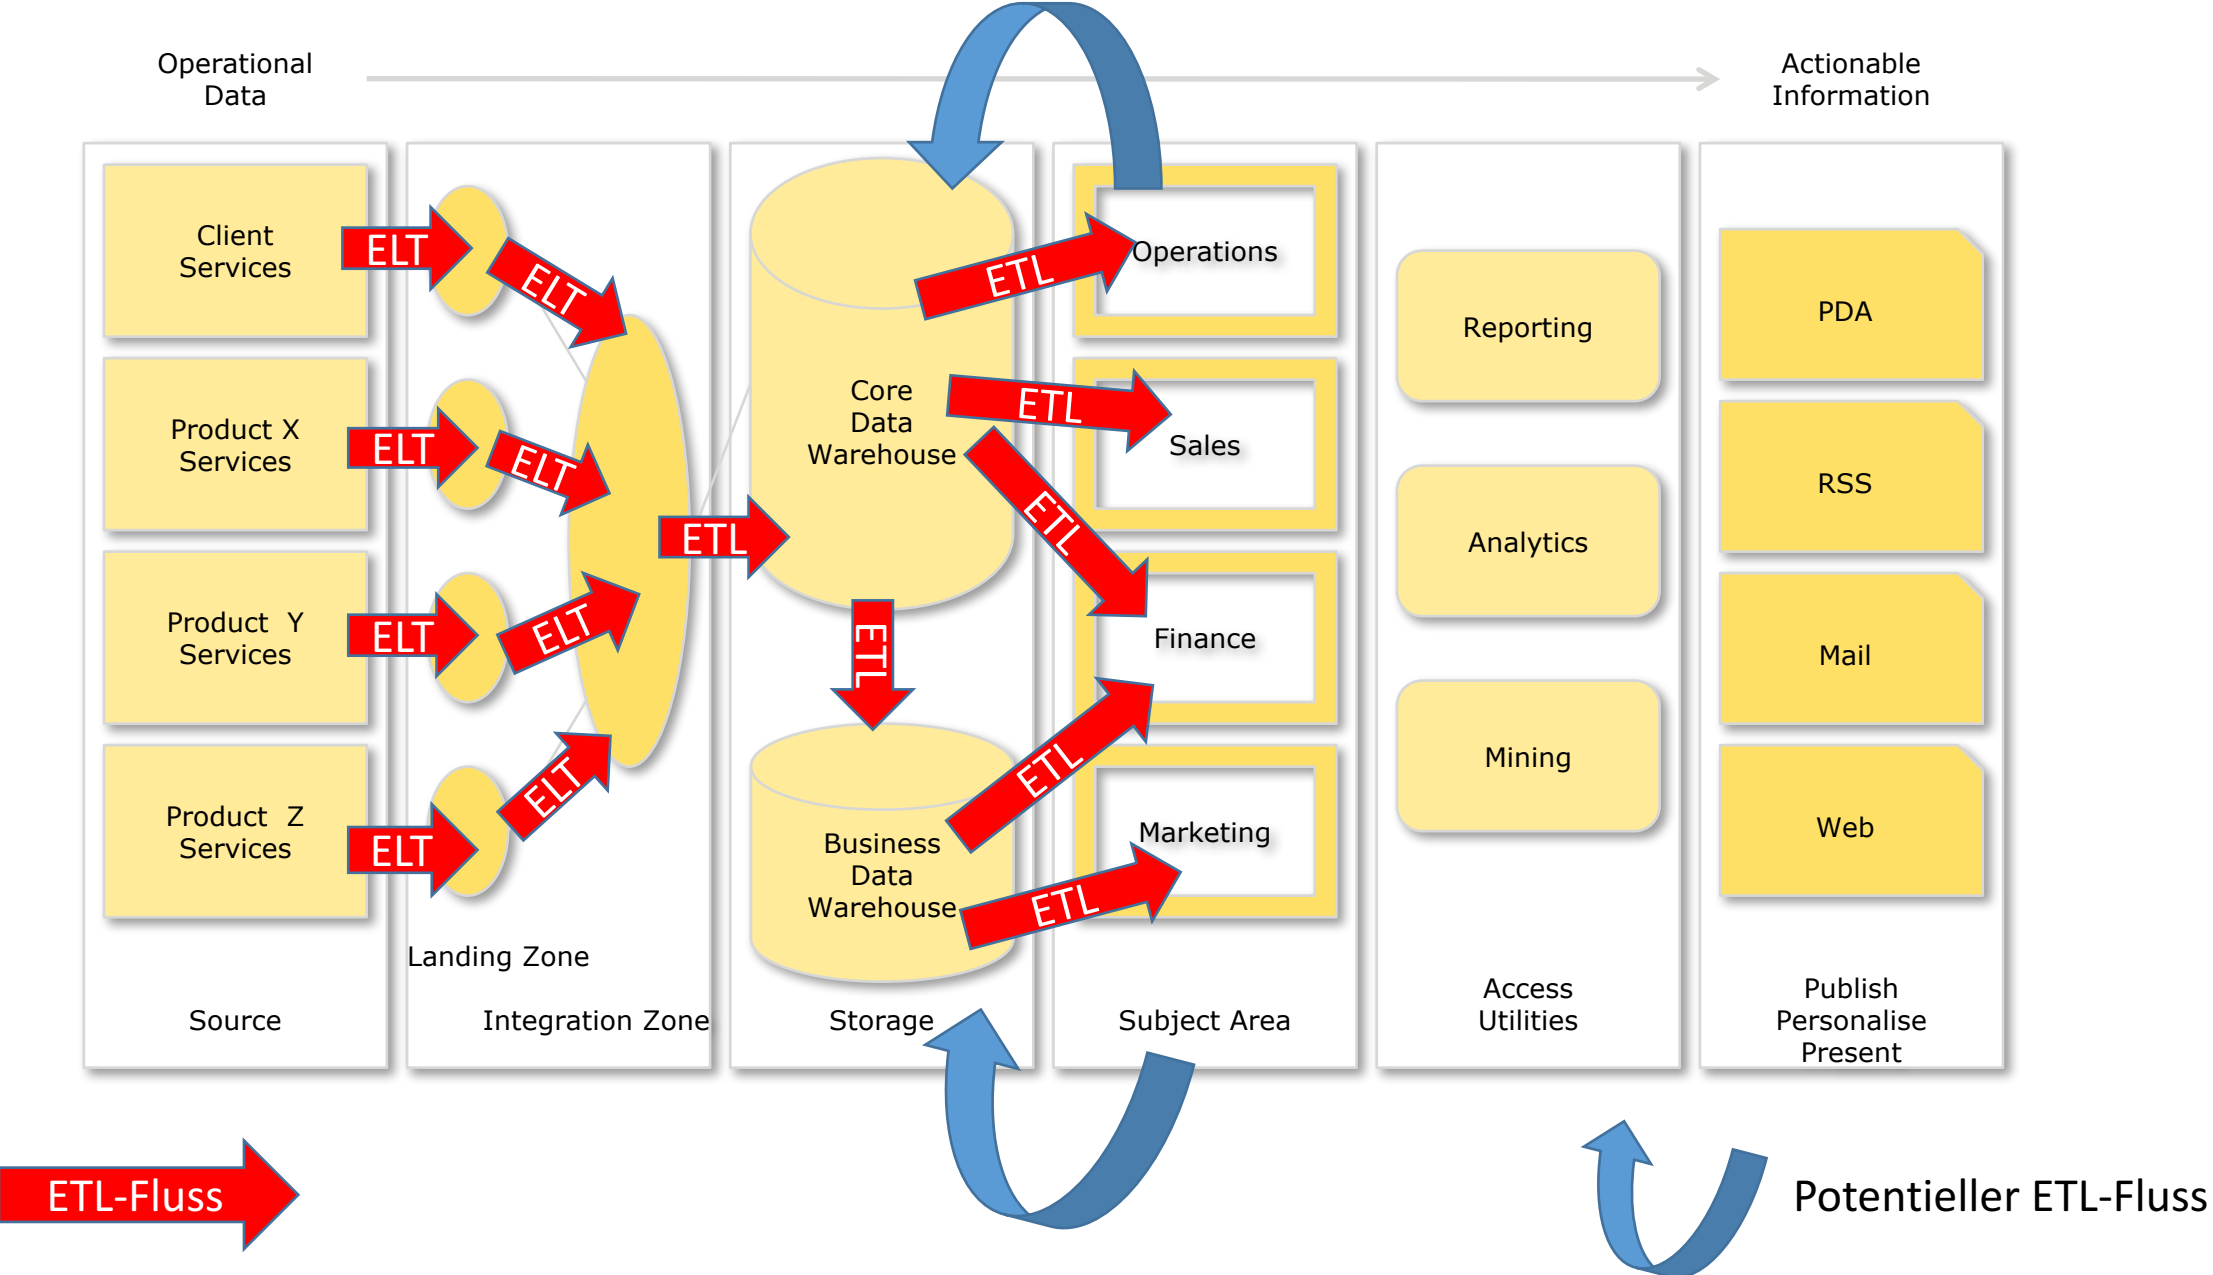 Operational
Data
Actionable
Information
Client
Services
Product X
Services
Product  Y
Services
Product  Z
Services
Source
ELT
ELT
ELT
ELT
ELT
ELT
ELT
ELT
Landing Zone
Integration Zone
ETL
Core
Data
Warehouse
ETL
Business
Data
Warehouse
Storage
ETL
ETL
ETL
ETL
ETL
Operations
Sales
Finance
Marketing
Subject Area
Reporting
Analytics
Mining
Access
Utilities
PDA
RSS
Mail
Web
Publish
Personalise
Present
ETL-Fluss
Potentieller ETL-Fluss